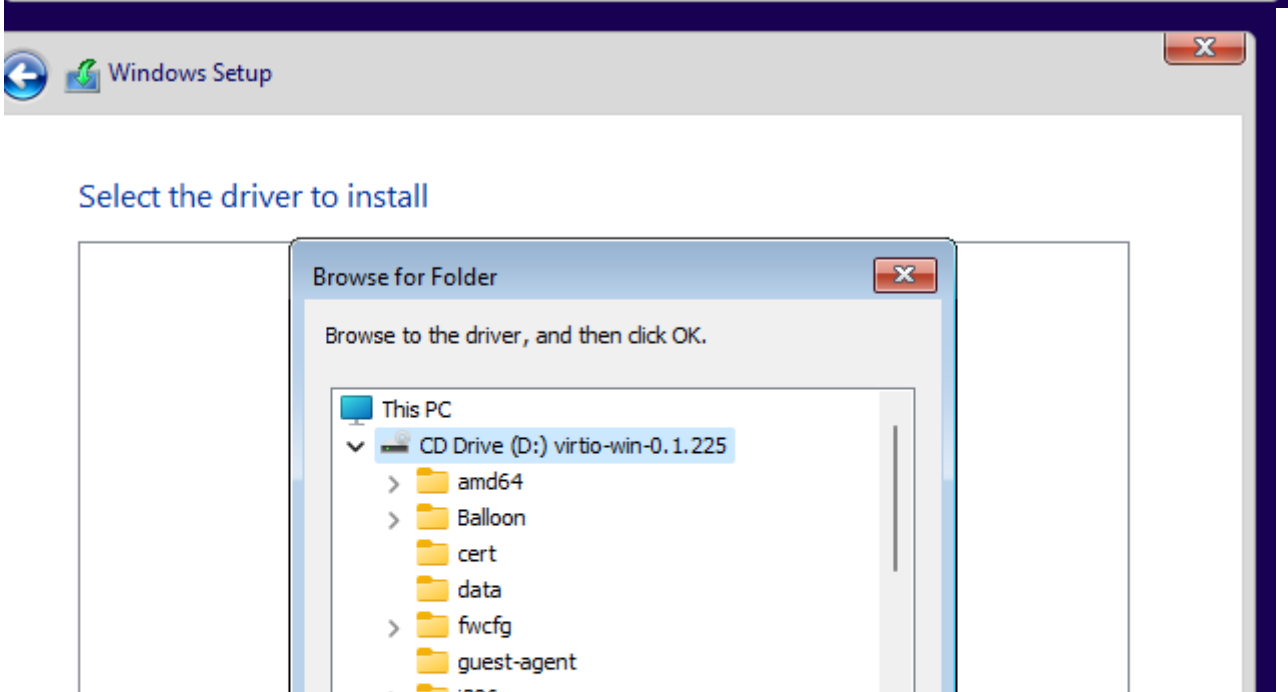 Windows Setup
Select the driver to install
Browse for Folder
Browse to the driver, and then click OK.
This PC
CD Drive (D:) virtio-win-0.1.225
amd64
Balloon
cert
data
fwcfg
guest-agent